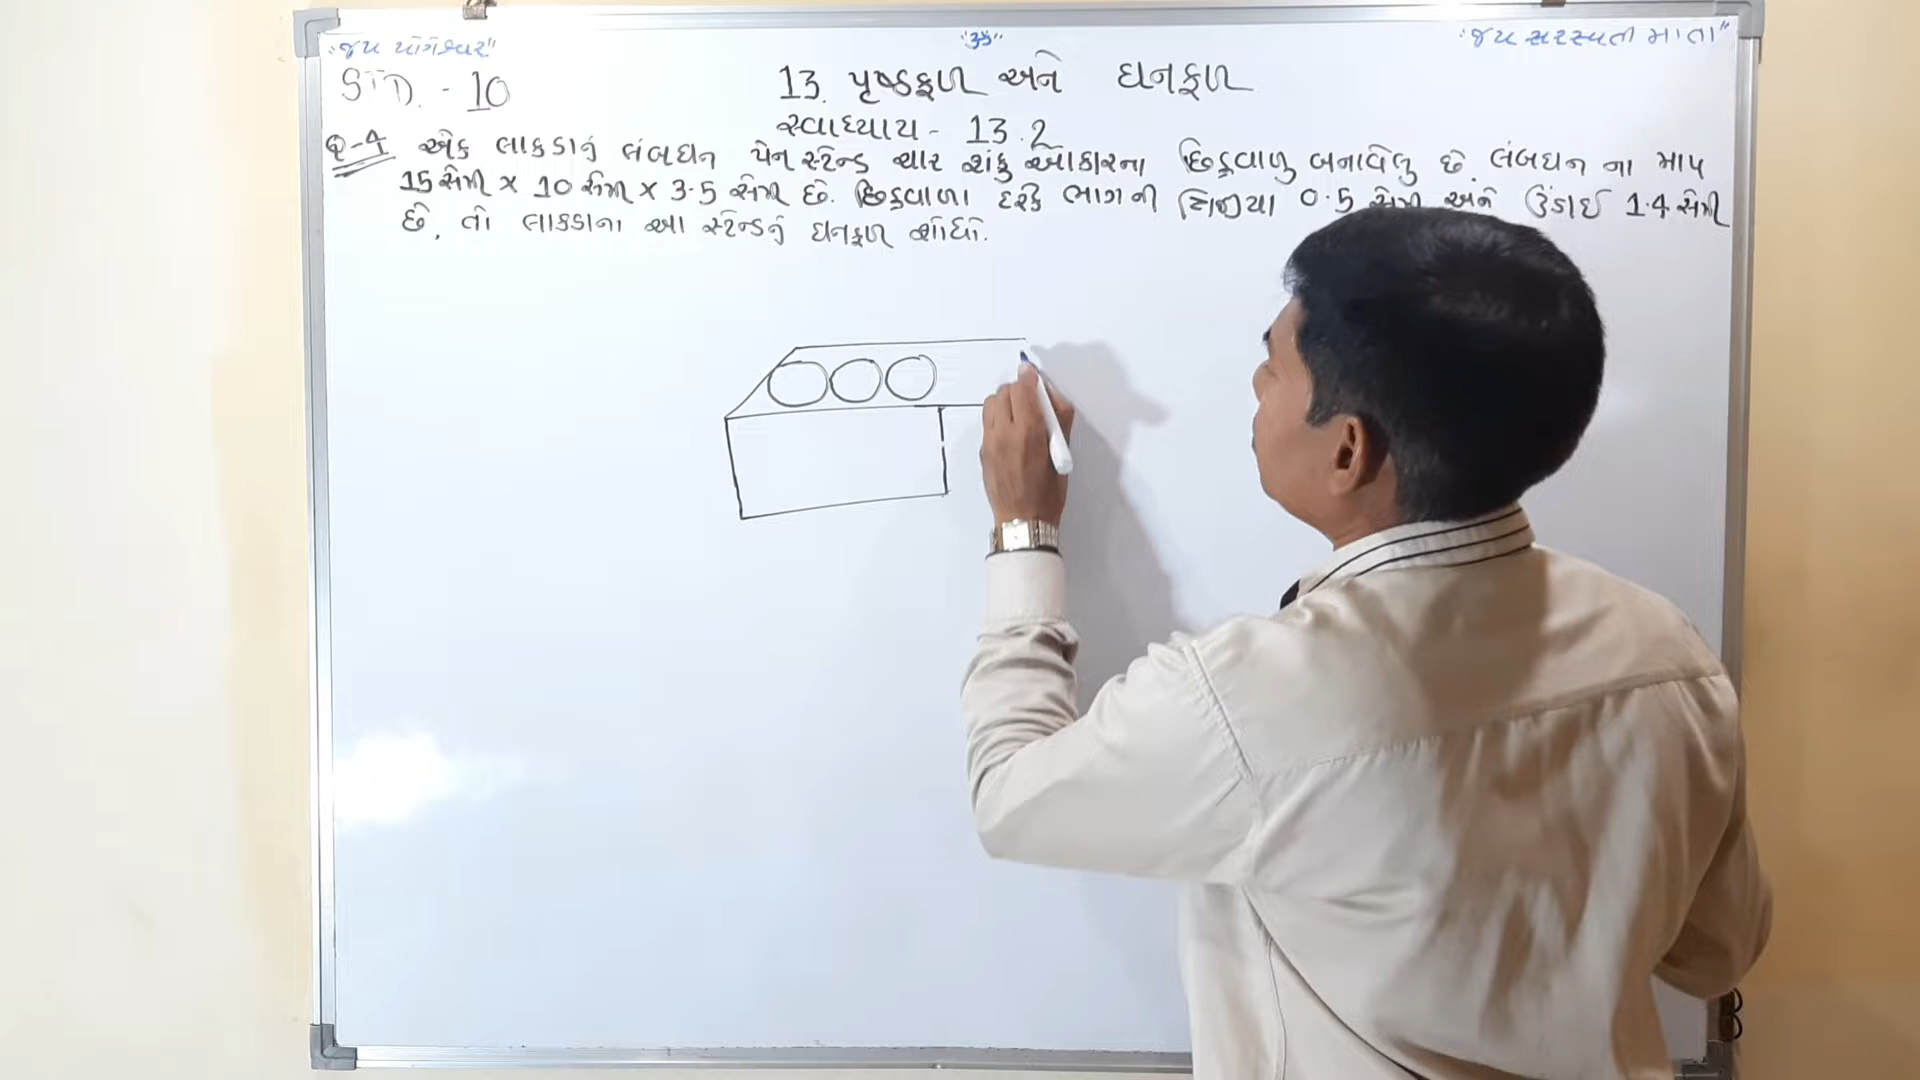 "જય યોગેશ્વર"
"ૐ"
"જય સરસ્વતી માતા"
STD. - 10
13. પૃષ્ઠફળ અને ઘનફળ
સ્વાધ્યાય - 13.2
Q-4 એક લાકડાનું લંબઘન પેન સ્ટેન્ડ ચાર શંકુ આકારના છિદ્રવાળુ બનાવેલુ છે. લંબઘન ના માપ
15 સેમી x 10 સેમી x 3.5 સેમી છે. છિદ્રવાળા દરેક ભાગ ની ત્રિજ્યા 0.5 સેમી અને ઉંડાઈ 1.4 સેમી
છે, તો લાકડાના આ સ્ટેન્ડનું ઘનફળ શોધો.